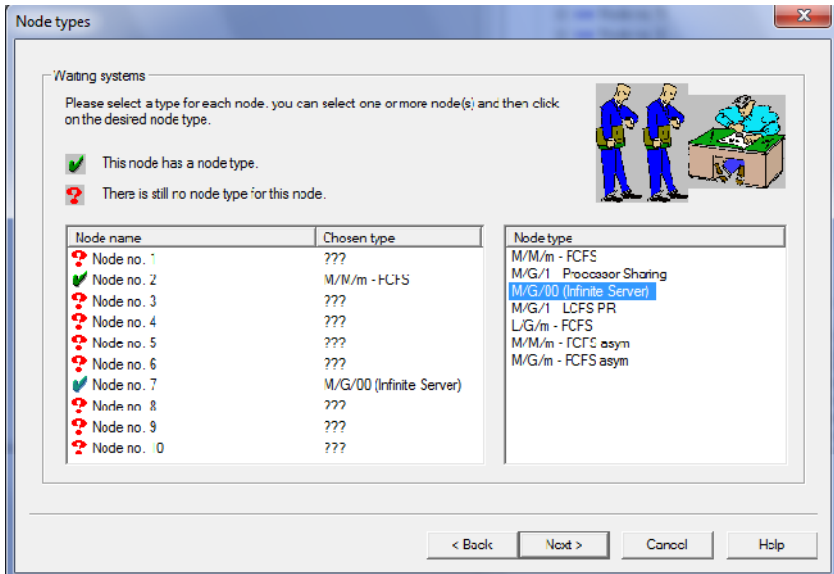 Node types
Waiting systems
Please select a type for each node. you can select one or more node(s) and then click
on the desired node type.
This node has a node type.
There is still no node type for this node.
Node name Chosen type
Node no. 1 ???
Node no. 2 M/M/m - FCFS
Node no. 3 ???
Node no. 4 ???
Node no. 5 ???
Node no. 6 ???
Node no. 7 M/G/00 (Infinite Server)
Node no. 8 ???
Node no. 9 ???
Node no. 10 ???
Node type
M/M/m - FCFS
M/G/1 Processor Sharing
M/G/00 (Infinite Server)
M/G/1 LCFS PR
L/G/m - FCFS
M/M/m - FCFS asym
M/G/m - FCFS asym
< Back Next > Cancel Help